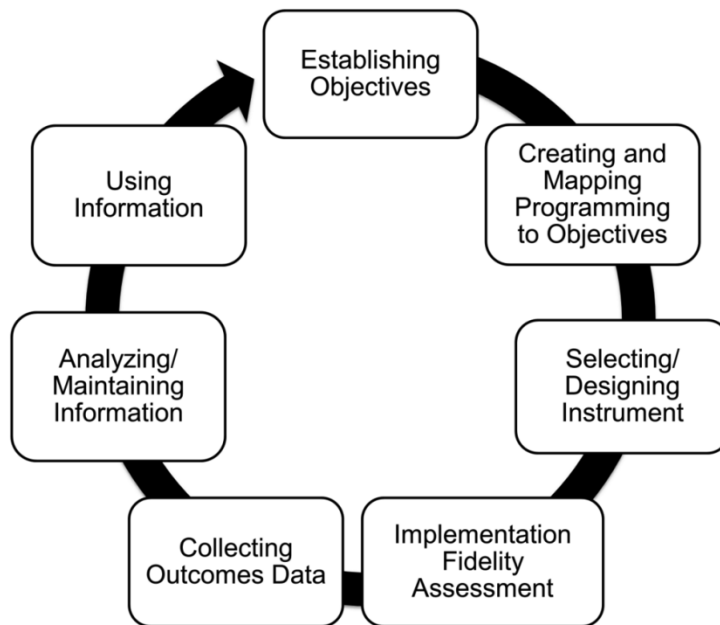 Establishing
Objectives
Creating and
Mapping
Programming
to Objectives
Selecting/
Designing
Instrument
Implementation
Fidelity
Assessment
Collecting
Outcomes Data
Analyzing/
Maintaining
Information
Using
Information